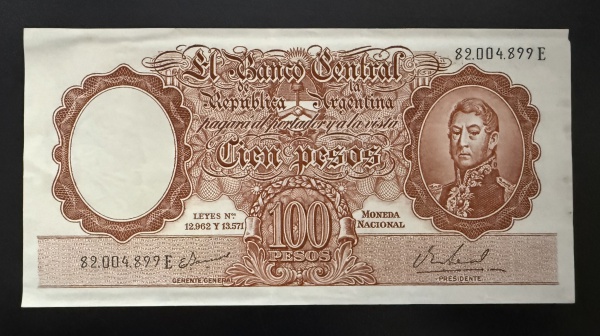 82.004.899 E
El Banco Central
de la
República Argentina
pagará al portador y a la vista
Cien pesos
LEYES Nos.
12.962 Y 13.571
100
PESOS
MONEDA
NACIONAL
82.004.899 E
GERENTE GENERAL
PRESIDENTE